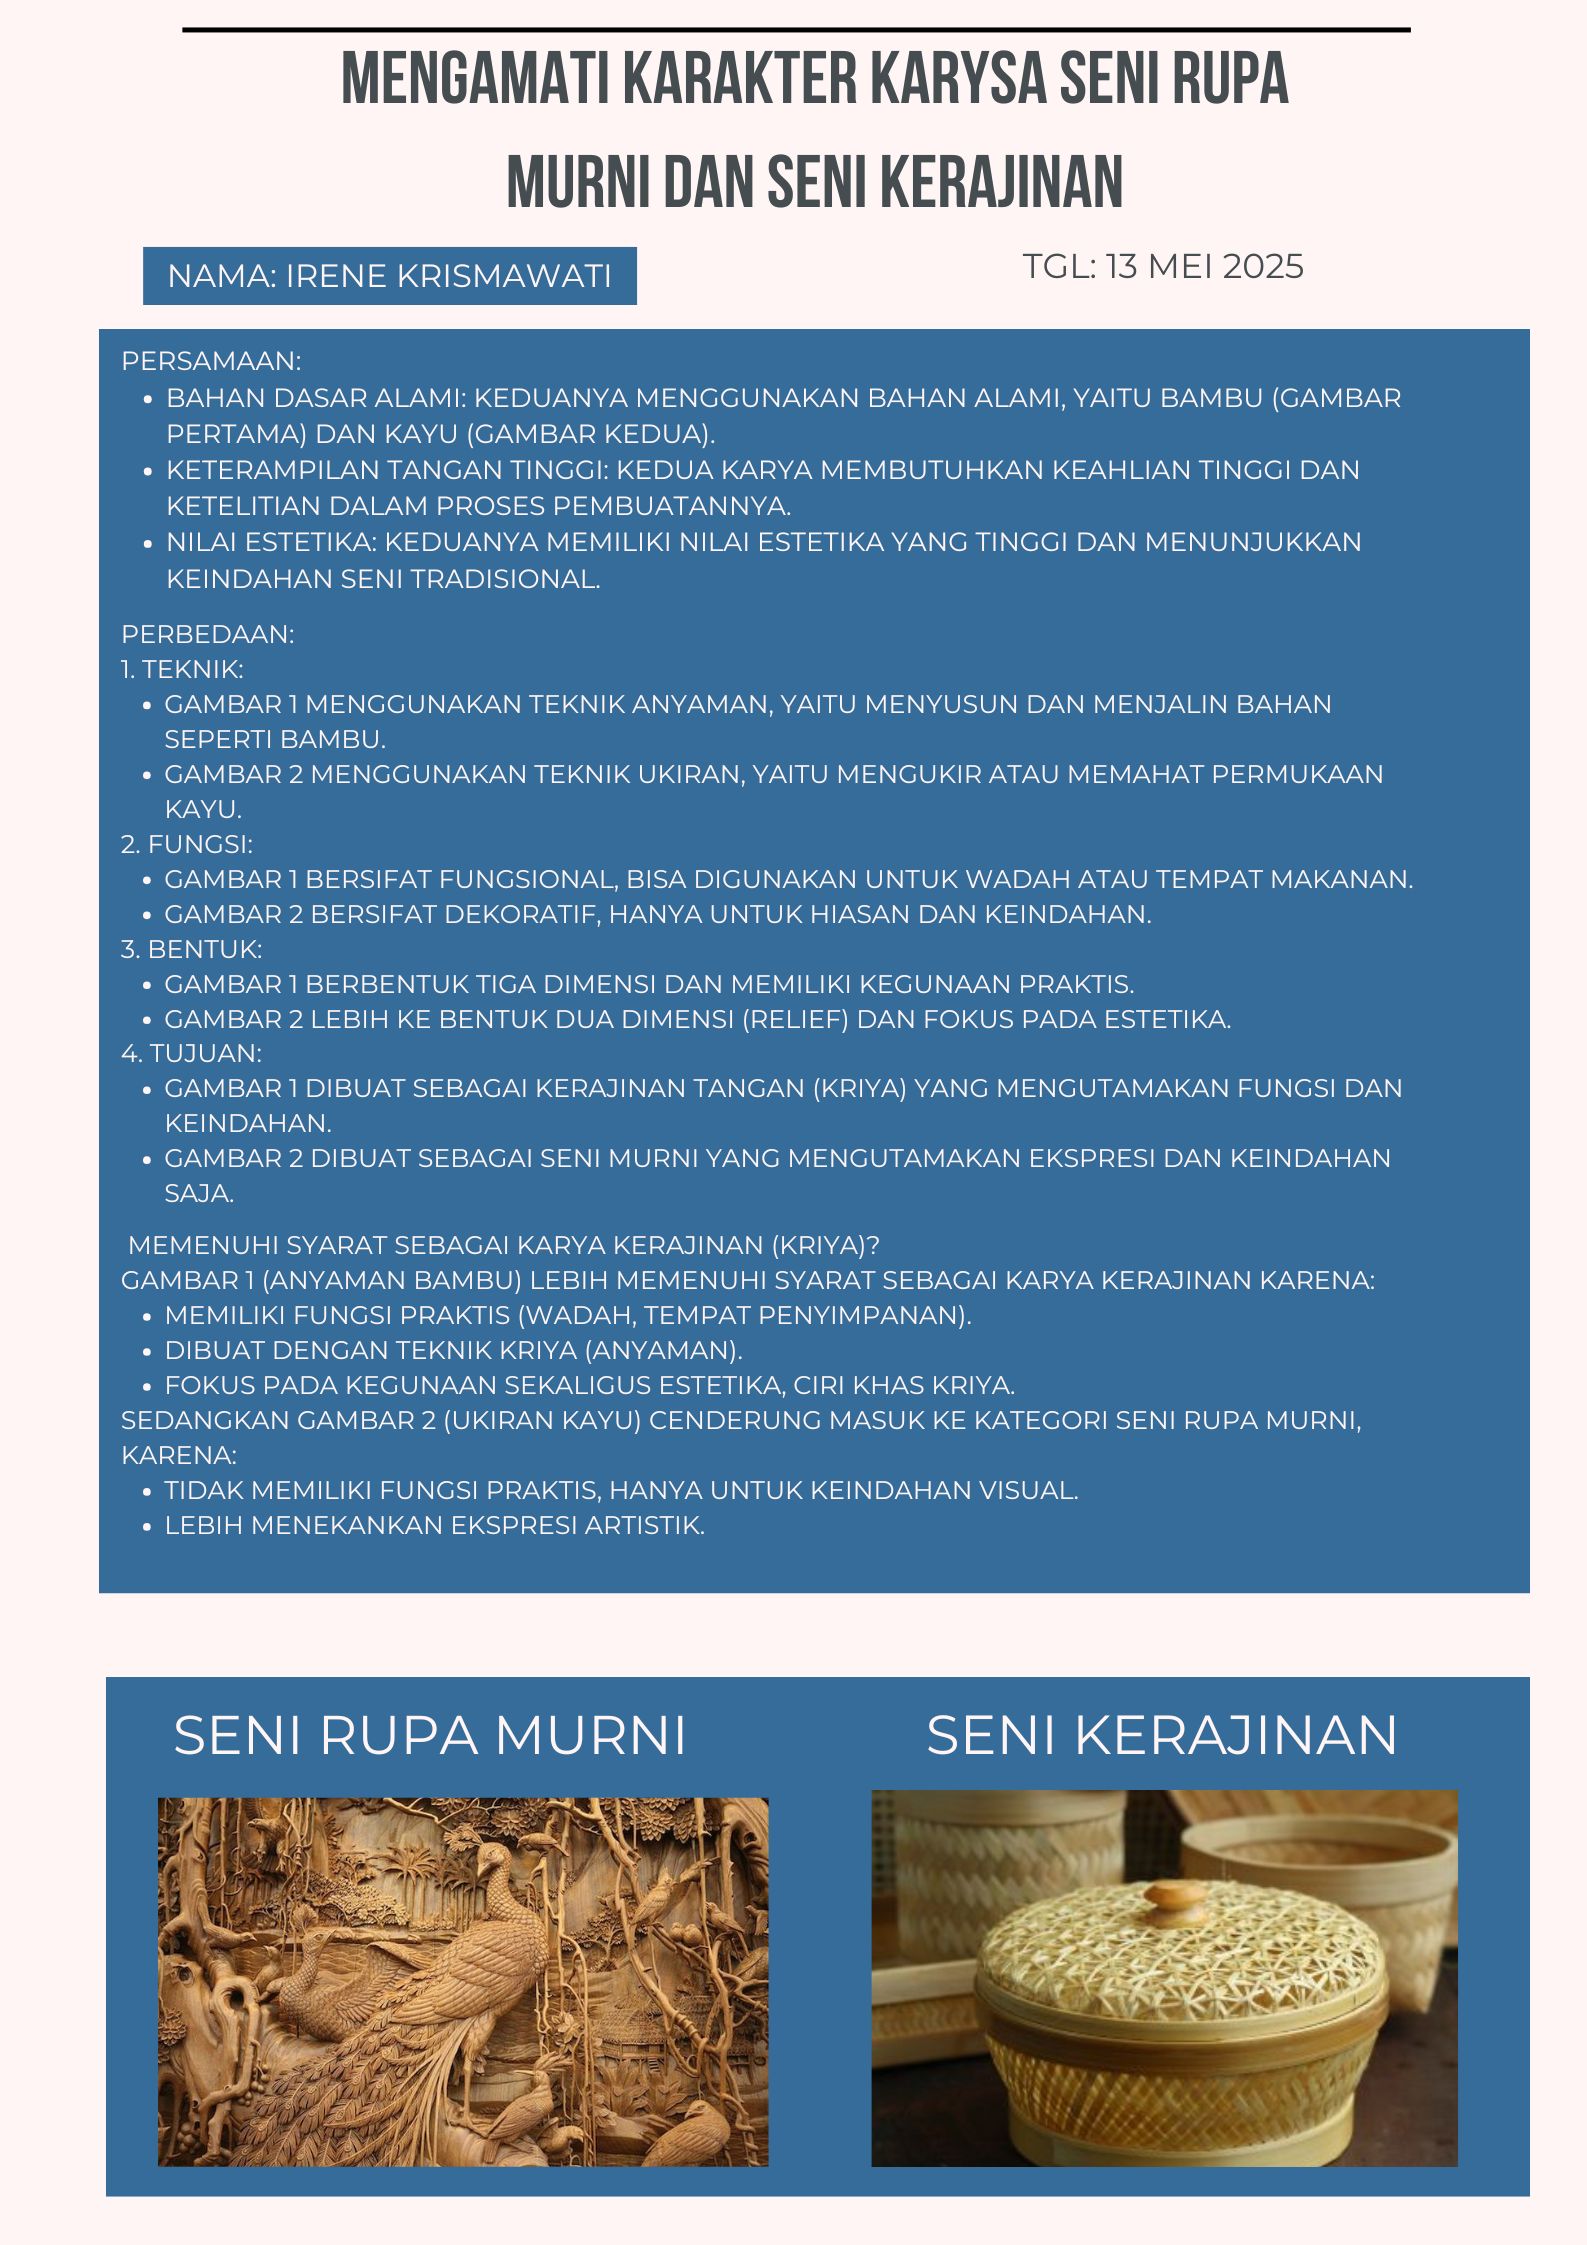 MENGAMATI KARAKTER KARYSA SENI RUPA
MURNI DAN SENI KERAJINAN
NAMA: IRENE KRISMAWATI
TGL: 13 MEI 2025
PERSAMAAN:
• BAHAN DASAR ALAMI: KEDUANYA MENGGUNAKAN BAHAN ALAMI, YAITU BAMBU (GAMBAR
PERTAMA) DAN KAYU (GAMBAR KEDUA).
• KETERAMPILAN TANGAN TINGGI: KEDUA KARYA MEMBUTUHKAN KEAHLIAN TINGGI DAN
KETELITIAN DALAM PROSES PEMBUATANNYA.
• NILAI ESTETIKA: KEDUANYA MEMILIKI NILAI ESTETIKA YANG TINGGI DAN MENUNJUKKAN
KEINDAHAN SENI TRADISIONAL.
PERBEDAAN:
1. TEKNIK:
• GAMBAR 1 MENGGUNAKAN TEKNIK ANYAMAN, YAITU MENYUSUN DAN MENJALIN BAHAN
SEPERTI BAMBU.
• GAMBAR 2 MENGGUNAKAN TEKNIK UKIRAN, YAITU MENGUKIR ATAU MEMAHAT PERMUKAAN
KAYU.
2. FUNGSI:
• GAMBAR 1 BERSIFAT FUNGSIONAL, BISA DIGUNAKAN UNTUK WADAH ATAU TEMPAT MAKANAN.
• GAMBAR 2 BERSIFAT DEKORATIF, HANYA UNTUK HIASAN DAN KEINDAHAN.
3. BENTUK:
• GAMBAR 1 BERBENTUK TIGA DIMENSI DAN MEMILIKI KEGUNAAN PRAKTIS.
• GAMBAR 2 LEBIH KE BENTUK DUA DIMENSI (RELIEF) DAN FOKUS PADA ESTETIKA.
4. TUJUAN:
• GAMBAR 1 DIBUAT SEBAGAI KERAJINAN TANGAN (KRIYA) YANG MENGUTAMAKAN FUNGSI DAN
KEINDAHAN.
• GAMBAR 2 DIBUAT SEBAGAI SENI MURNI YANG MENGUTAMAKAN EKSPRESI DAN KEINDAHAN
SAJA.
MEMENUHI SYARAT SEBAGAI KARYA KERAJINAN (KRIYA)?
GAMBAR 1 (ANYAMAN BAMBU) LEBIH MEMENUHI SYARAT SEBAGAI KARYA KERAJINAN KARENA:
• MEMILIKI FUNGSI PRAKTIS (WADAH, TEMPAT PENYIMPANAN).
• DIBUAT DENGAN TEKNIK KRIYA (ANYAMAN).
• FOKUS PADA KEGUNAAN SEKALIGUS ESTETIKA, CIRI KHAS KRIYA.
SEDANGKAN GAMBAR 2 (UKIRAN KAYU) CENDERUNG MASUK KE KATEGORI SENI RUPA MURNI,
KARENA:
• TIDAK MEMILIKI FUNGSI PRAKTIS, HANYA UNTUK KEINDAHAN VISUAL.
• LEBIH MENEKANKAN EKSPRESI ARTISTIK.
SENI RUPA MURNI
SENI KERAJINAN